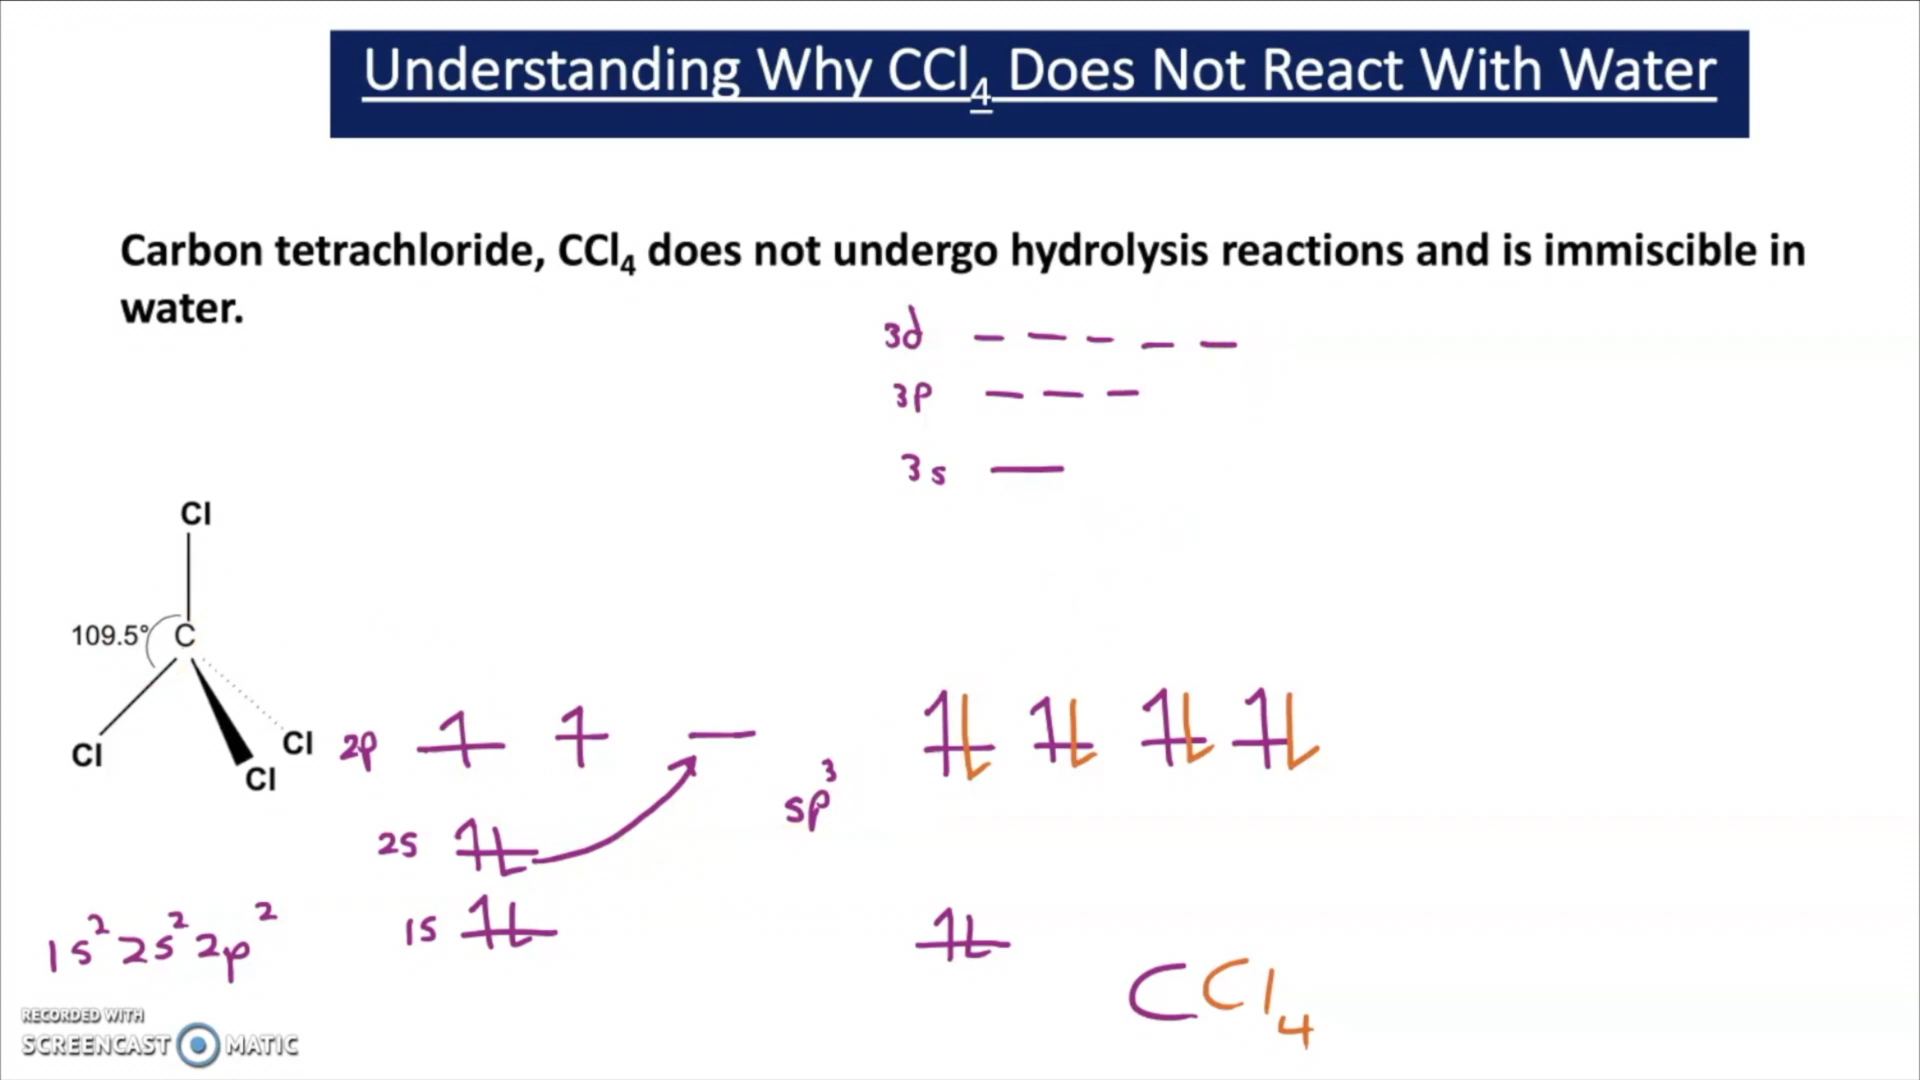 Understanding Why CCl₄ Does Not React With Water
Carbon tetrachloride, CCl₄ does not undergo hydrolysis reactions and is immiscible in
water.
3d
3p
3s
Cl
109.5°
C
Cl
Cl
Cl
2p
sp³
2s
1s
1s² 2s² 2p²
CCl₄
RECORDED WITH
SCREENCAST MATIC